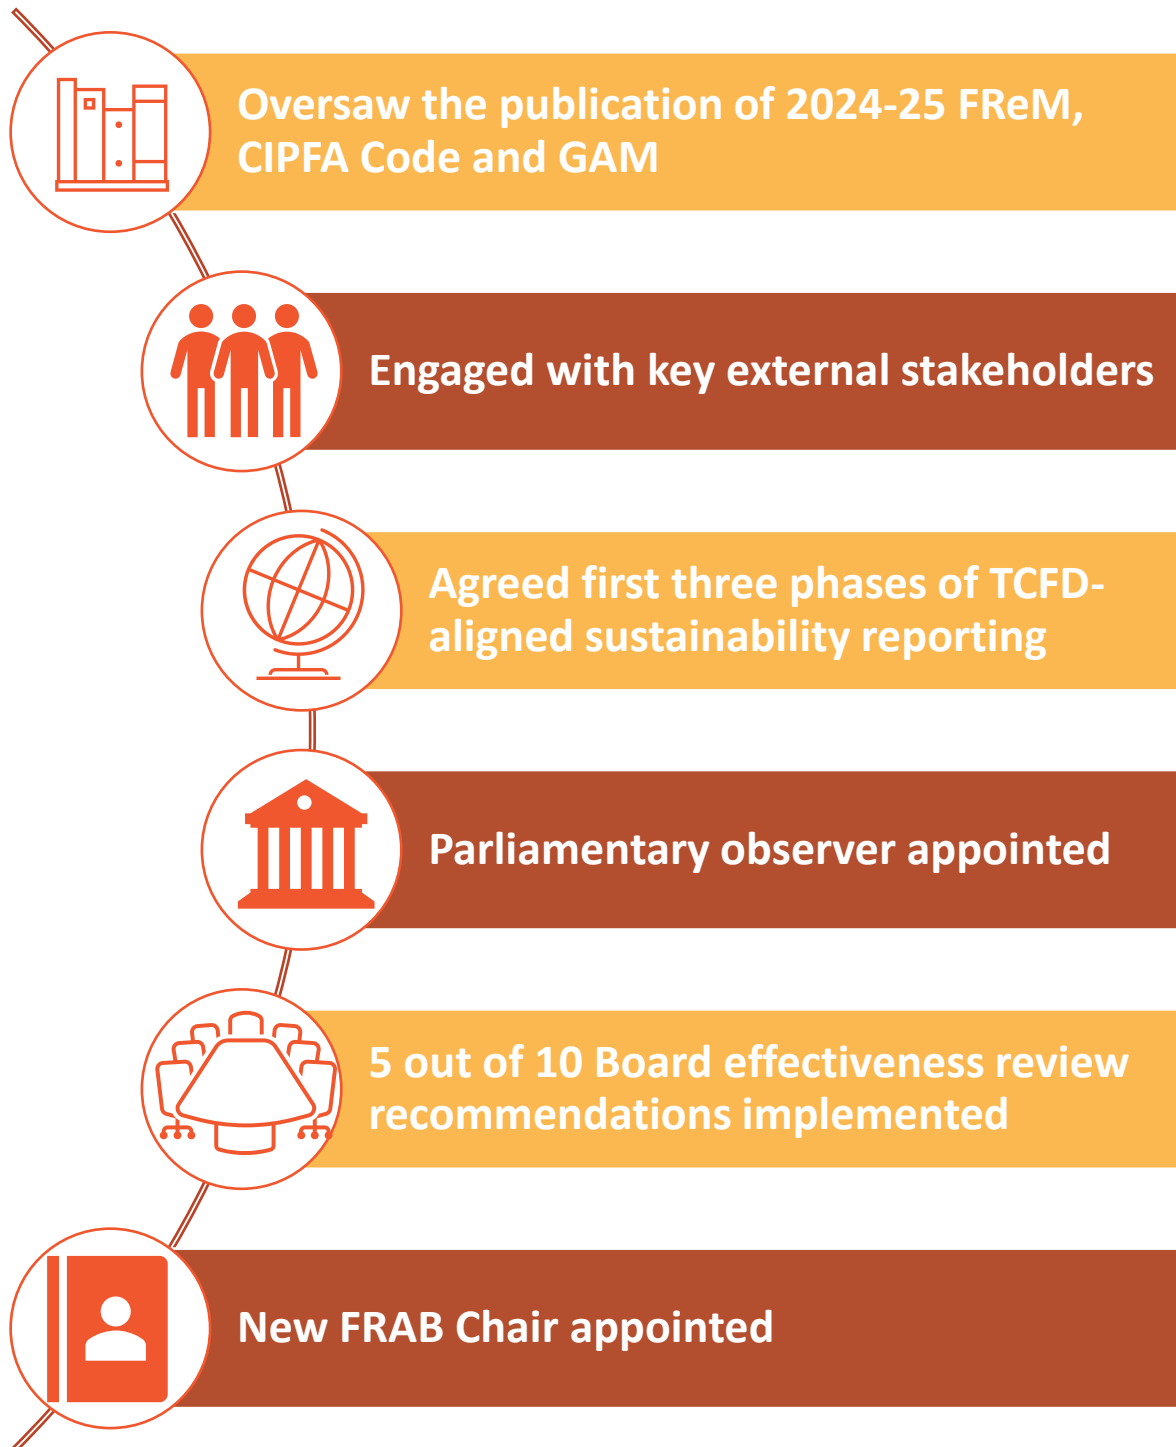 Oversaw the publication of 2024-25 FReM,
CIPFA Code and GAM
Engaged with key external stakeholders
Agreed first three phases of TCFD-
aligned sustainability reporting
Parliamentary observer appointed
5 out of 10 Board effectiveness review
recommendations implemented
New FRAB Chair appointed